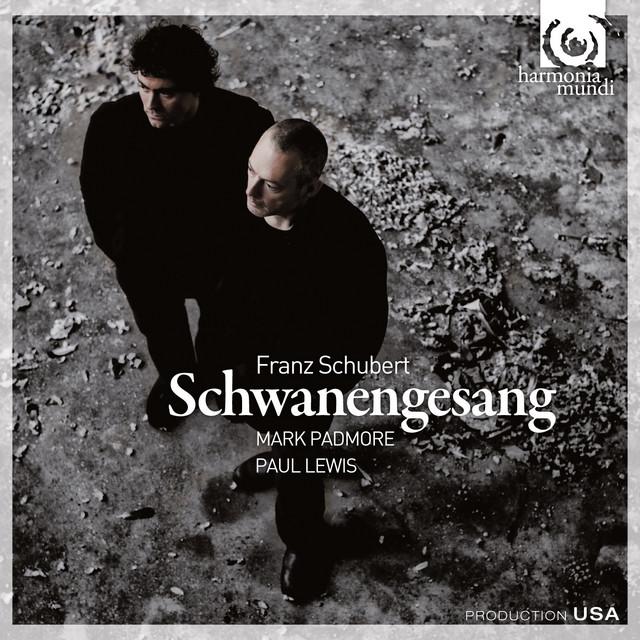 harmonia
mundi
Franz Schubert
Schwanengesang
MARK PADMORE
PAUL LEWIS
PRODUCTION USA